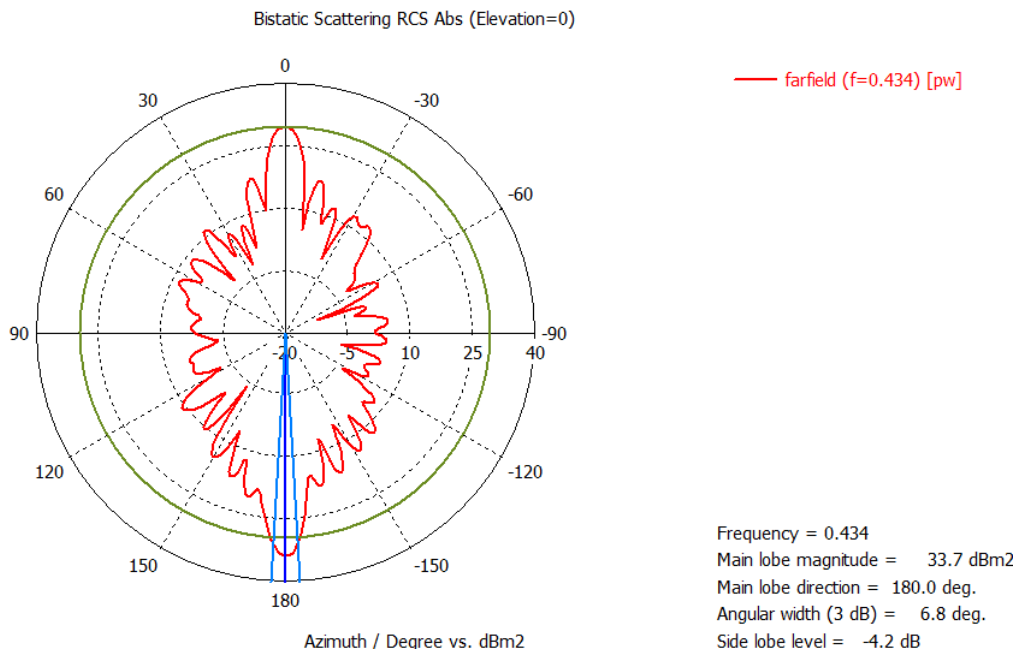 Bistatic Scattering RCS Abs (Elevation=0)
farfield (f=0.434) [pw]
0
30
-30
60
-60
90
-20
-5
10
25
40
-90
120
-120
150
-150
180
Azimuth / Degree vs. dBm2
Frequency = 0.434
Main lobe magnitude = 33.7 dBm2
Main lobe direction = 180.0 deg.
Angular width (3 dB) = 6.8 deg.
Side lobe level = -4.2 dB